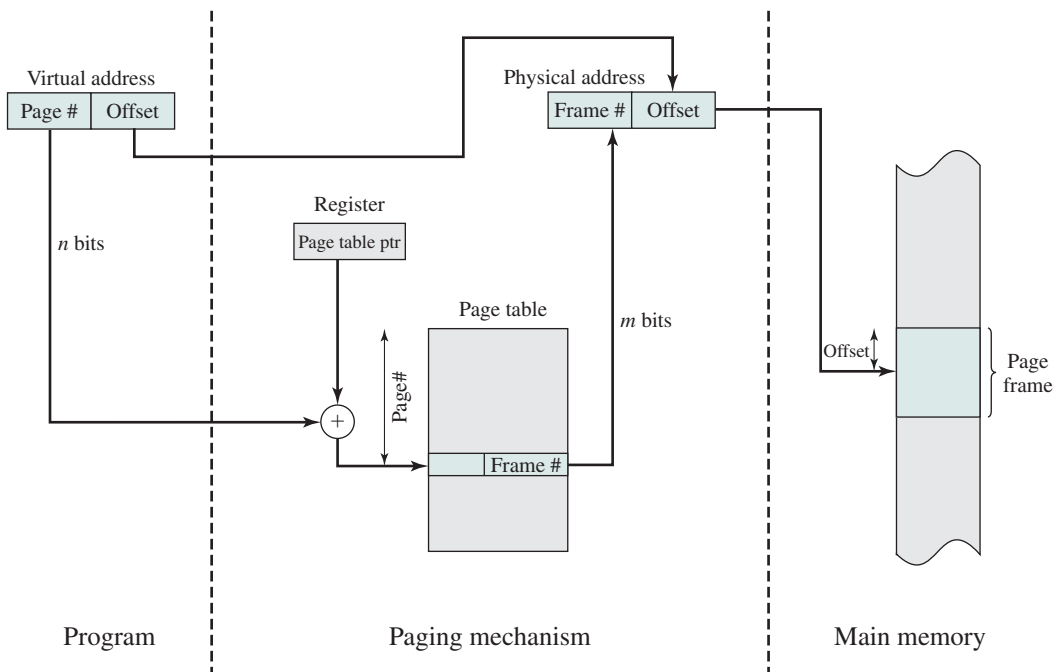 Virtual address
Page #
Offset
Physical address
Frame #
Offset
Register
Page table ptr
n bits
Page table
m bits
Page#
+
Frame #
Offset
Page
frame
Program
Paging mechanism
Main memory